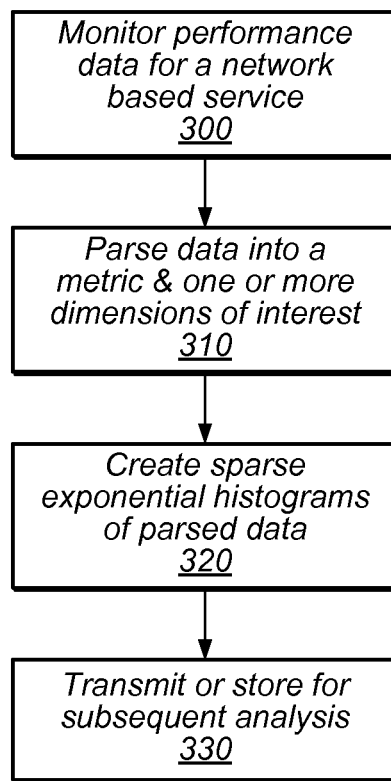 Monitor performance
data for a network
based service
300
Parse data into a
metric & one or more
dimensions of interest
310
Create sparse
exponential histograms
of parsed data
320
Transmit or store for
subsequent analysis
330